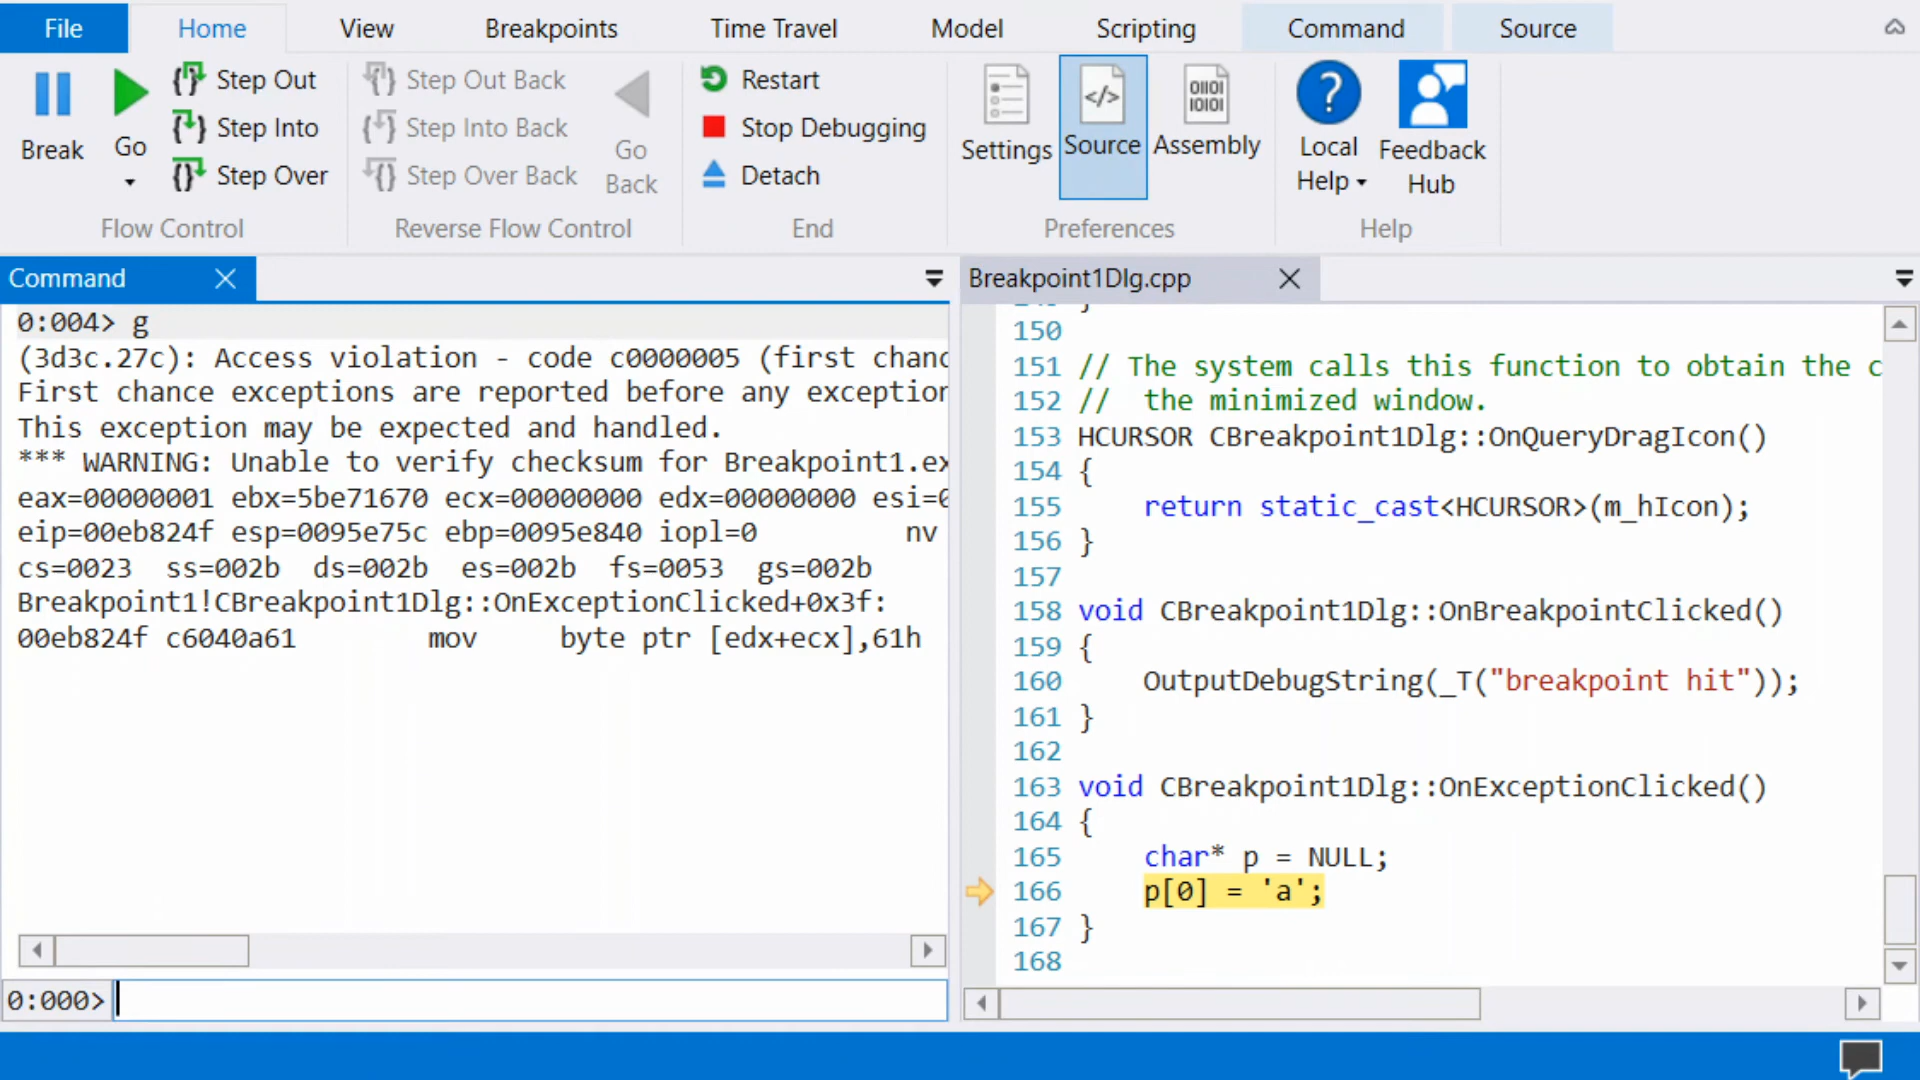 File Home View Breakpoints Time Travel Model Scripting Command Source
Break
Go
Step Out
Step Into
Step Over
Flow Control
Step Out Back
Step Into Back
Step Over Back
Go
Back
Reverse Flow Control
Restart
Stop Debugging
Detach
End
Settings
Source
Assembly
Preferences
Local
Help
Feedback
Hub
Help
Command
0:004> g
(3d3c.27c): Access violation - code c0000005 (first chanc
First chance exceptions are reported before any exception
This exception may be expected and handled.
*** WARNING: Unable to verify checksum for Breakpoint1.ex
eax=00000001 ebx=5be71670 ecx=00000000 edx=00000000 esi=0
eip=00eb824f esp=0095e75c ebp=0095e840 iopl=0 nv
cs=0023 ss=002b ds=002b es=002b fs=0053 gs=002b
Breakpoint1!CBreakpoint1Dlg::OnExceptionClicked+0x3f:
00eb824f c6040a61 mov byte ptr [edx+ecx],61h
0:000>
Breakpoint1Dlg.cpp
150
151 // The system calls this function to obtain the c
152 //  the minimized window.
153 HCURSOR CBreakpoint1Dlg::OnQueryDragIcon()
154 {
155     return static_cast<HCURSOR>(m_hIcon);
156 }
157
158 void CBreakpoint1Dlg::OnBreakpointClicked()
159 {
160     OutputDebugString(_T("breakpoint hit"));
161 }
162
163 void CBreakpoint1Dlg::OnExceptionClicked()
164 {
165     char* p = NULL;
166     p[0] = 'a';
167 }
168